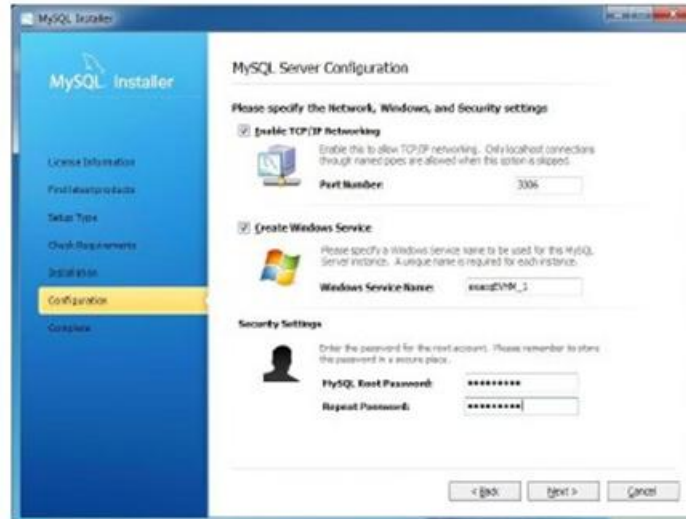 MySQL Installer
MySQL Installer
License Information
Find latest products
Setup Type
Check Requirements
Installation
Configuration
Complete
MySQL Server Configuration
Please specify the Network, Windows, and Security settings
Enable TCP/IP Networking
Enable this to allow TCP/IP networking. Only localhost connections
through named pipes are allowed when this option is skipped.
Port Number: 3306
Create Windows Service
Please specify a Windows Service name to be used for this MySQL
Server instance. A unique name is required for each instance.
Windows Service Name:
Security Settings
Enter the password for the root account. Please remember to store
the password in a secure place.
MySQL Root Password: •••••••••
Repeat Password: •••••••••
< Back
Next >
Cancel